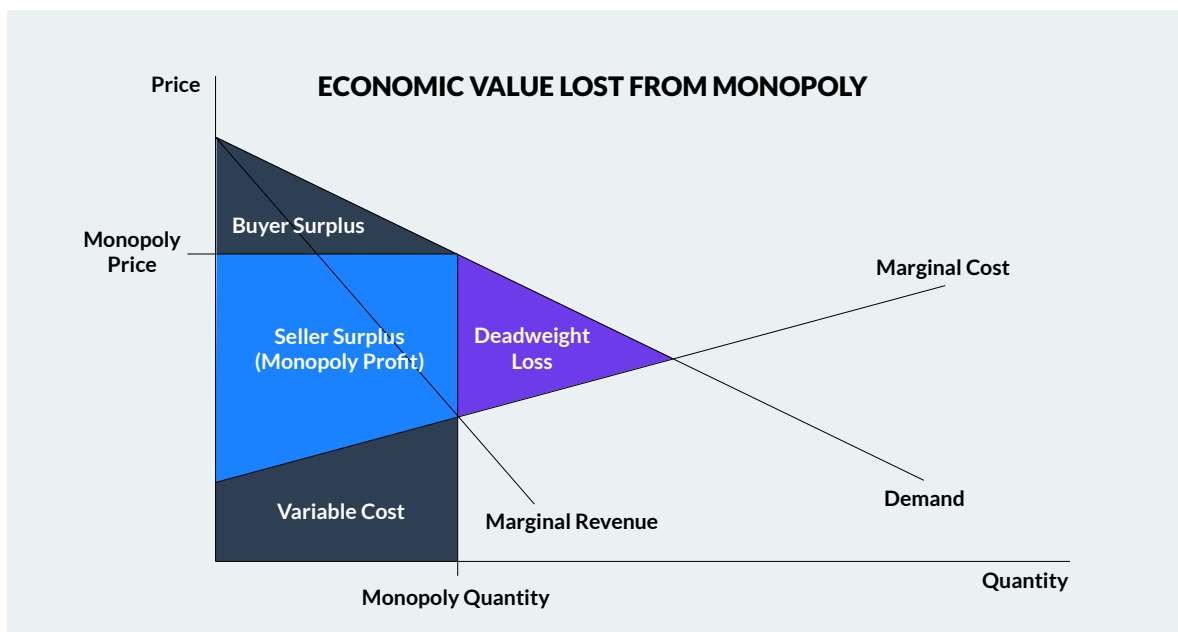 ECONOMIC VALUE LOST FROM MONOPOLY
Price
Buyer Surplus
Monopoly
Price
Marginal Cost
Seller Surplus
(Monopoly Profit)
Deadweight
Loss
Demand
Variable Cost
Marginal Revenue
Quantity
Monopoly Quantity